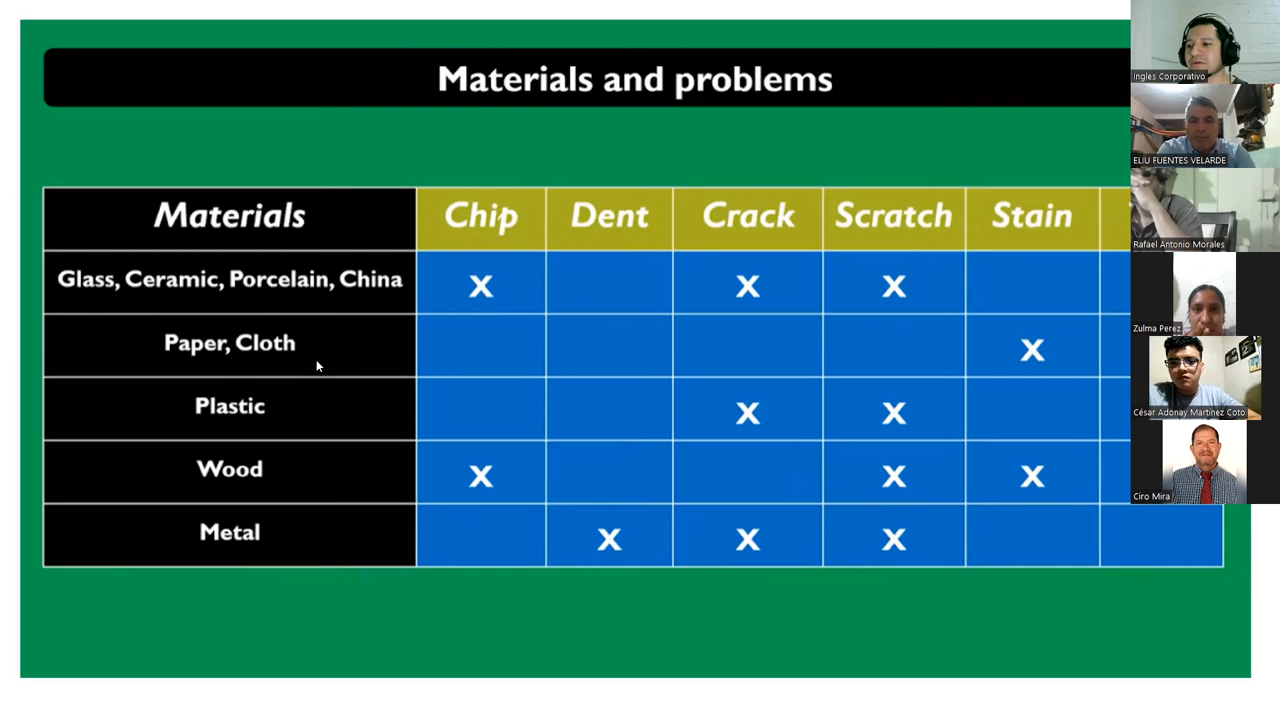 Materials and problems
Materials Chip Dent Crack Scratch Stain
Glass, Ceramic, Porcelain, China X X X
Paper, Cloth X
Plastic X X
Wood X X X
Metal X X X
Ingles Corporativo
ELIU FUENTES VELARDE
Rafael Antonio Morales
Zulma Perez
César Adonay Martínez Coto
Ciro Mira